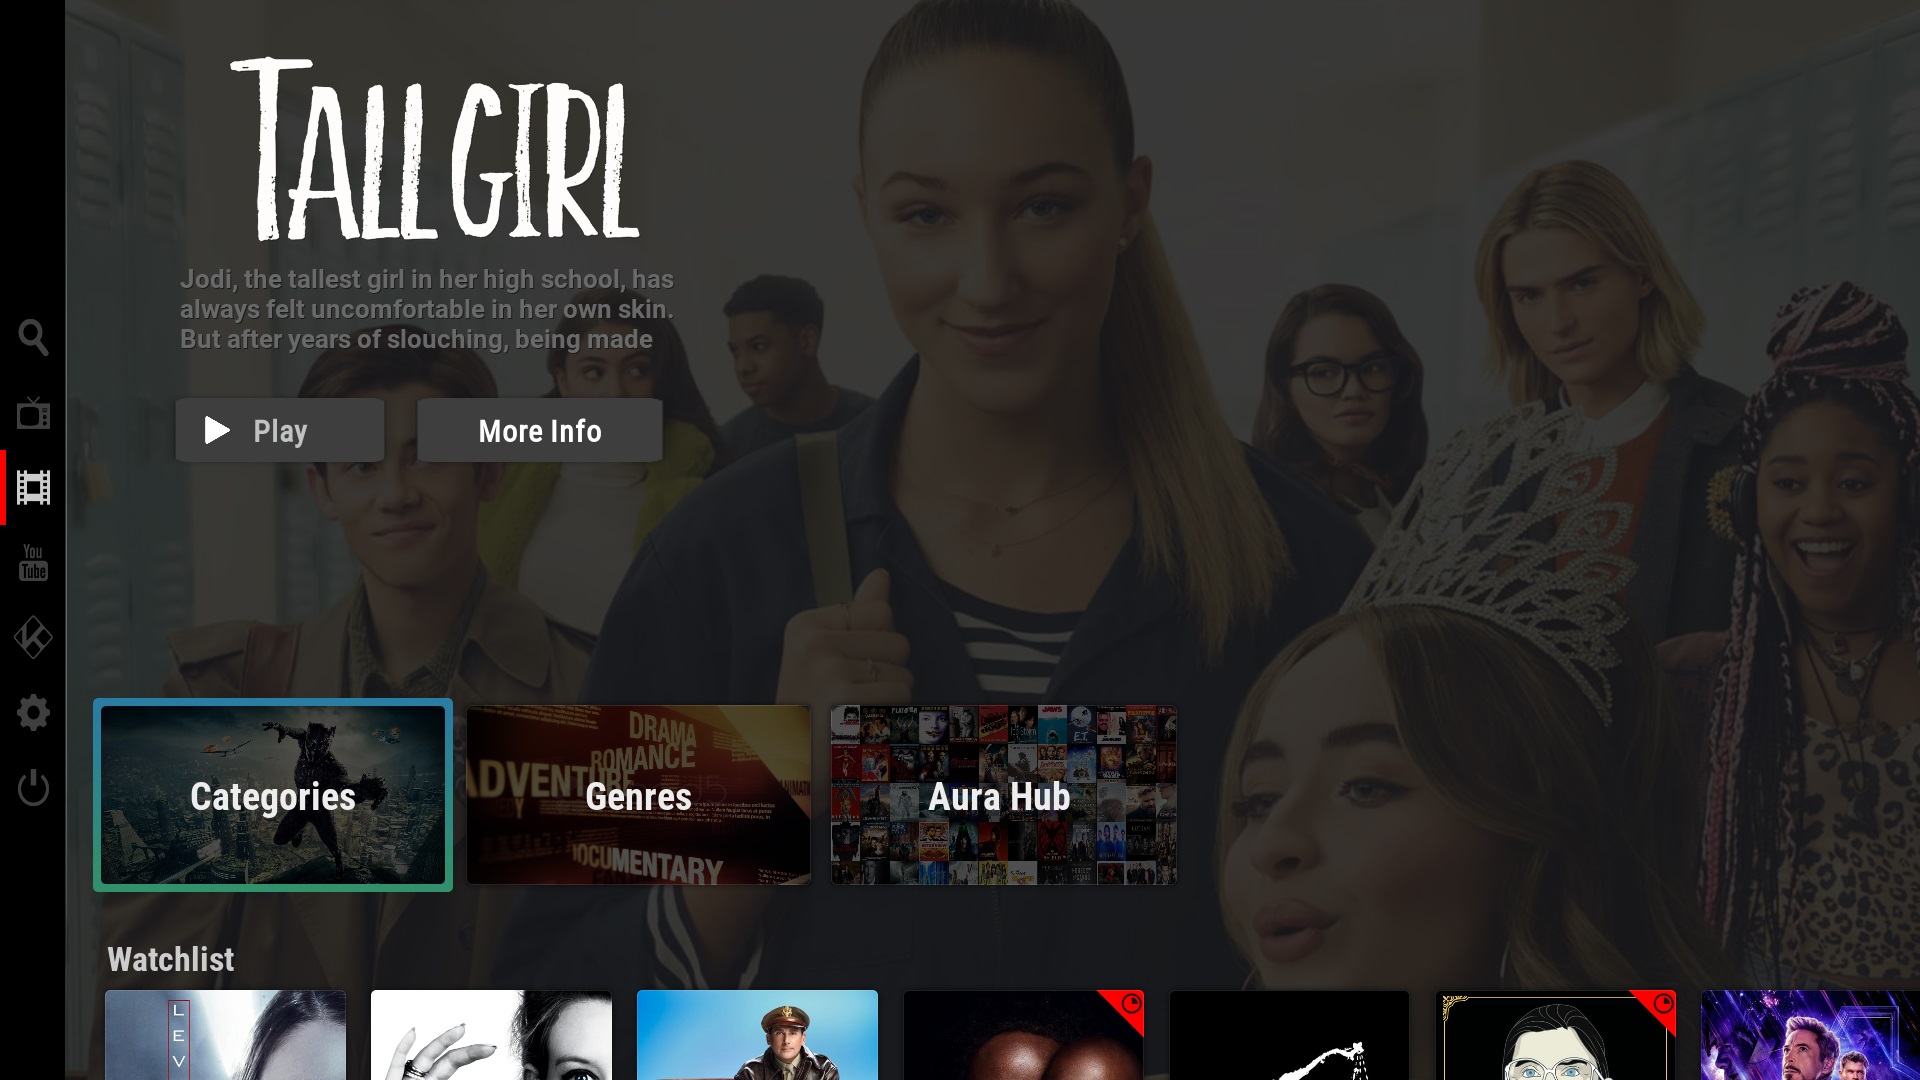 TALL GIRL
Jodi, the tallest girl in her high school, has
always felt uncomfortable in her own skin.
But after years of slouching, being made
Play
More Info
You
Tube
DRAMA
ROMANCE
ADVENTURE
Categories
Genres
Aura Hub
DOCUMENTARY
JAWS
E.T.
Watchlist
L
E
V